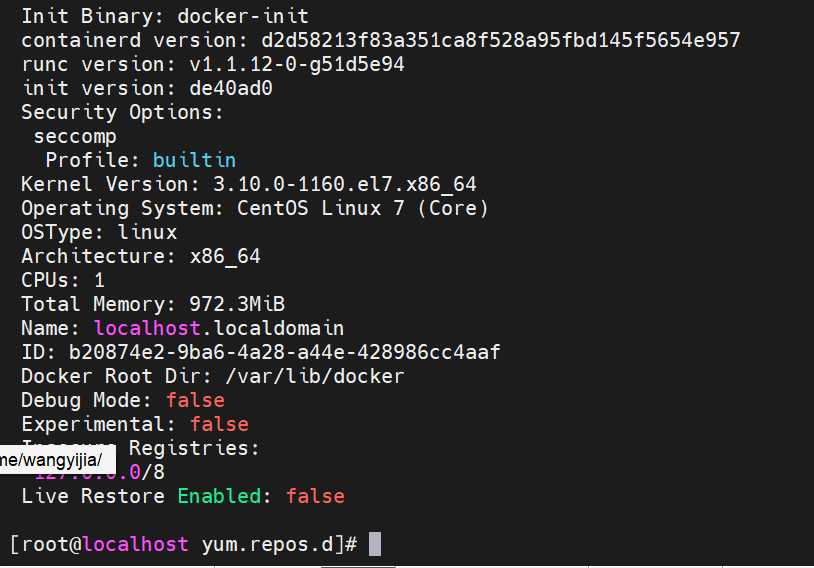 Init Binary: docker-init
containerd version: d2d58213f83a351ca8f528a95fbd145f5654e957
runc version: v1.1.12-0-g51d5e94
init version: de40ad0
Security Options:
seccomp
Profile: builtin
Kernel Version: 3.10.0-1160.el7.x86_64
Operating System: CentOS Linux 7 (Core)
OSType: linux
Architecture: x86_64
CPUs: 1
Total Memory: 972.3MiB
Name: localhost.localdomain
ID: b20874e2-9ba6-4a28-a44e-428986cc4aaf
Docker Root Dir: /var/lib/docker
Debug Mode: false
Experimental: false
Insecure Registries:
me/wangyijia/
127.0.0.0/8
Live Restore Enabled: false
[root@localhost yum.repos.d]#